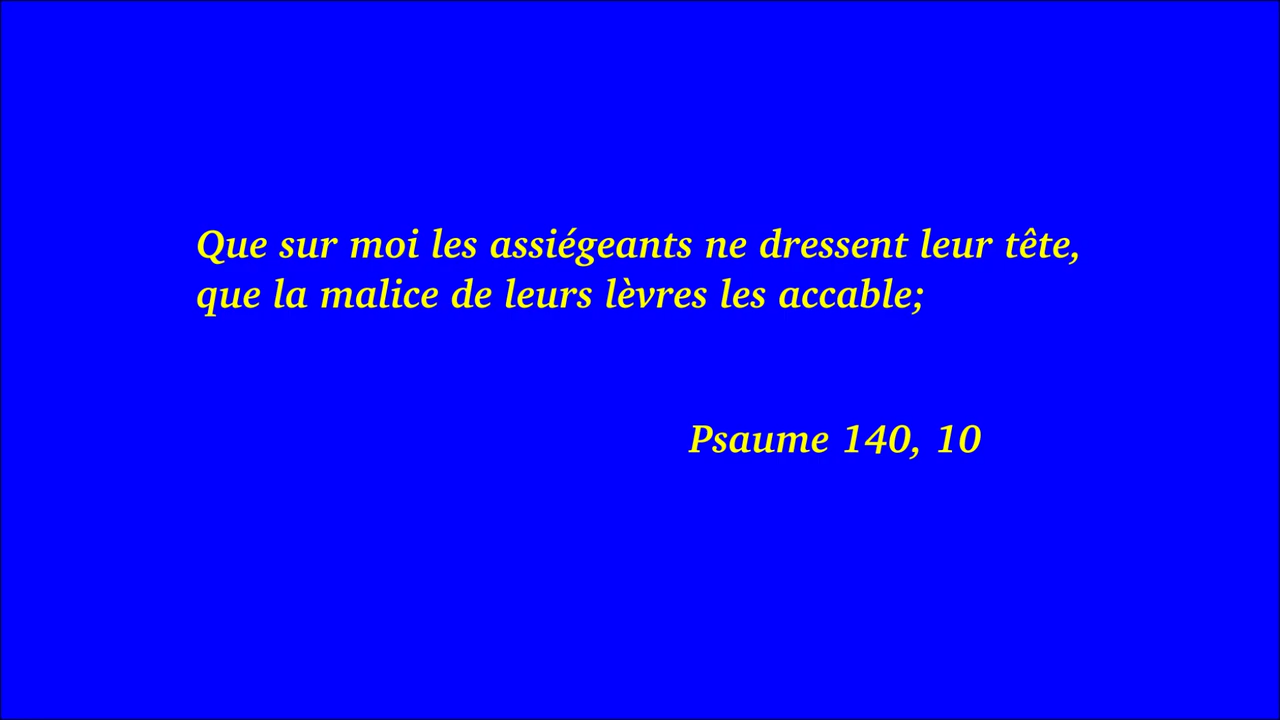 Que sur moi les assiégeants ne dressent leur tête,
que la malice de leurs lèvres les accable;
Psaume 140, 10